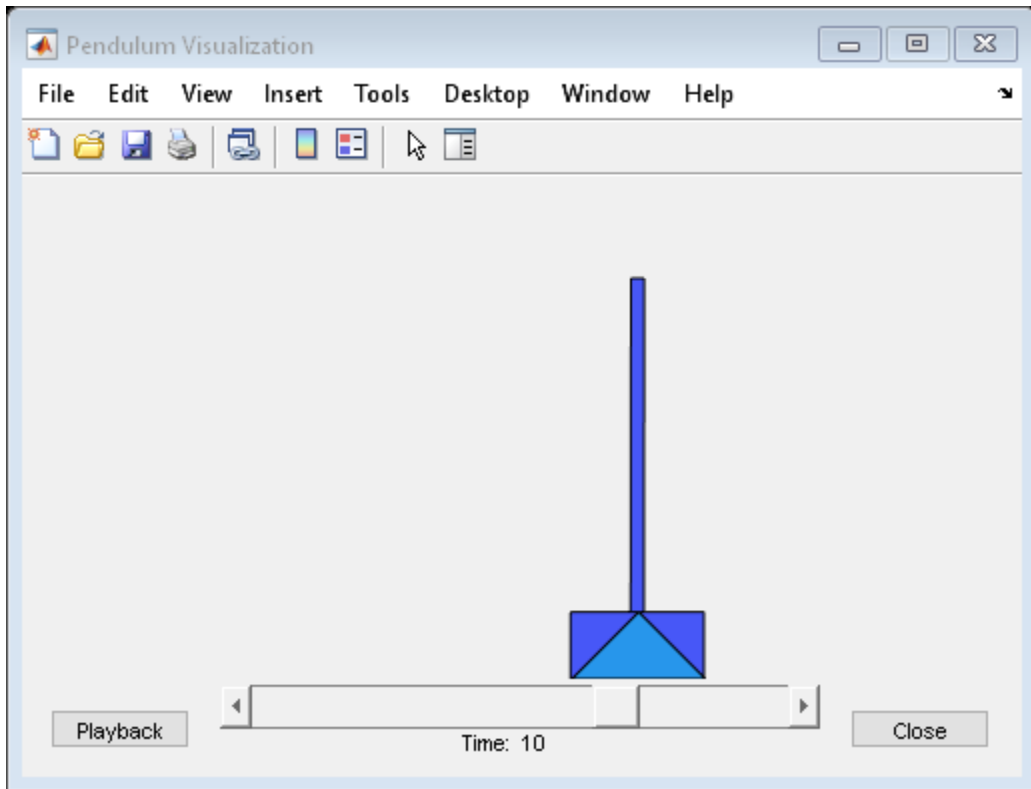 Pendulum Visualization
File Edit View Insert Tools Desktop Window Help
Playback
Time: 10
Close